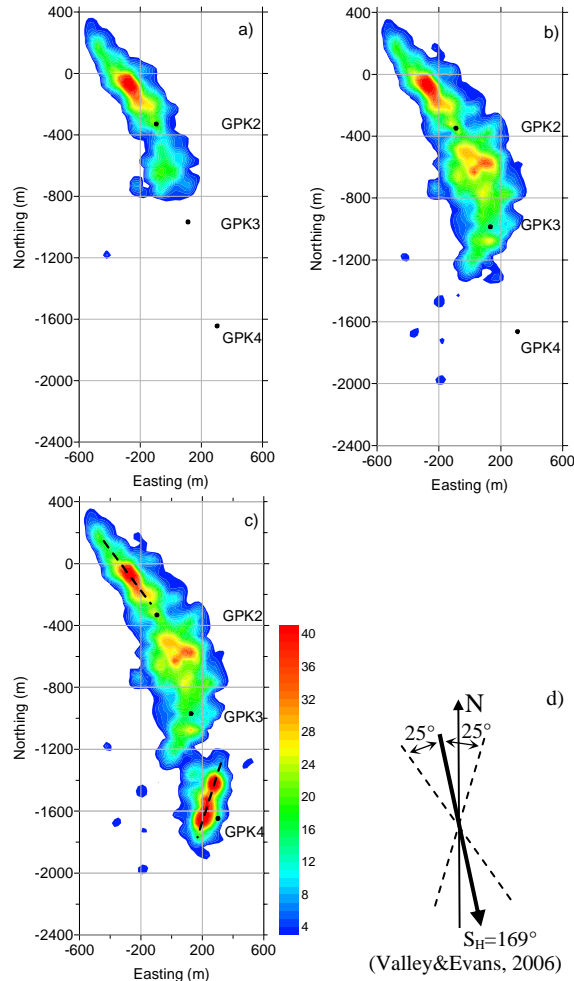 a)
400
0
-400
-800
-1200
-1600
-2000
-2400
Northing (m)
GPK2
GPK3
GPK4
-600 -200 200 600
Easting (m)
b)
400
0
-400
-800
-1200
-1600
-2000
-2400
Northing (m)
GPK2
GPK3
GPK4
-600 -200 200 600
Easting (m)
c)
400
0
-400
-800
-1200
-1600
-2000
-2400
Northing (m)
GPK2
GPK3
GPK4
-600 -200 200 600
Easting (m)
40
36
32
28
24
20
16
12
8
4
d)
N
25° 25°
S_H=169°
(Valley&Evans, 2006)